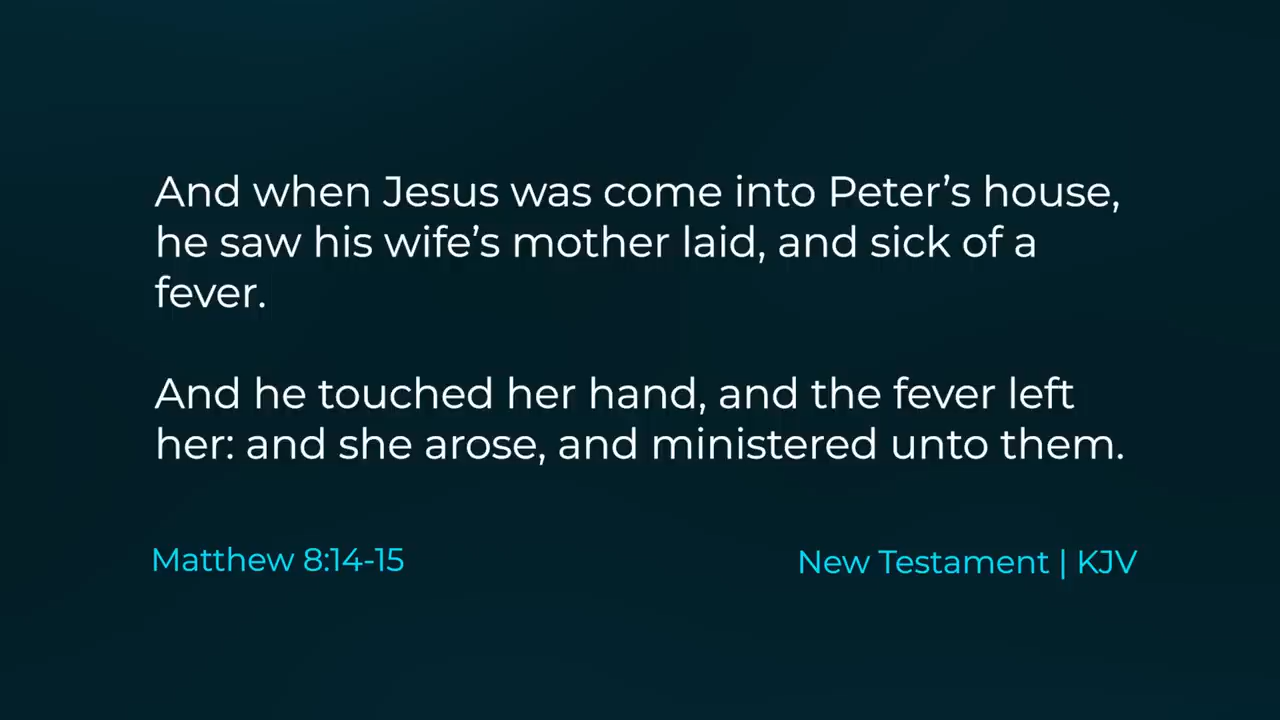 And when Jesus was come into Peter’s house,
he saw his wife’s mother laid, and sick of a
fever.
And he touched her hand, and the fever left
her: and she arose, and ministered unto them.
Matthew 8:14-15
New Testament | KJV